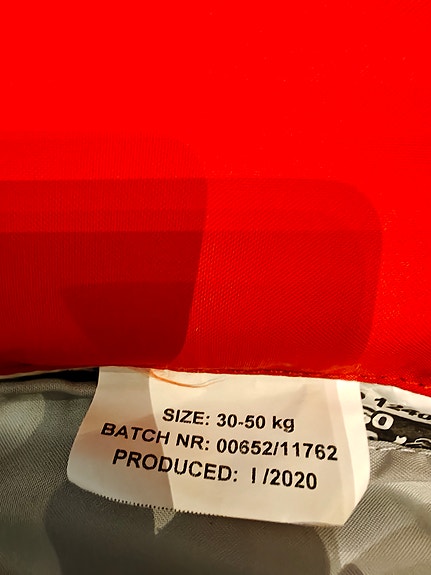 SIZE: 30-50 kg
BATCH NR: 00652/11762
PRODUCED: I /2020